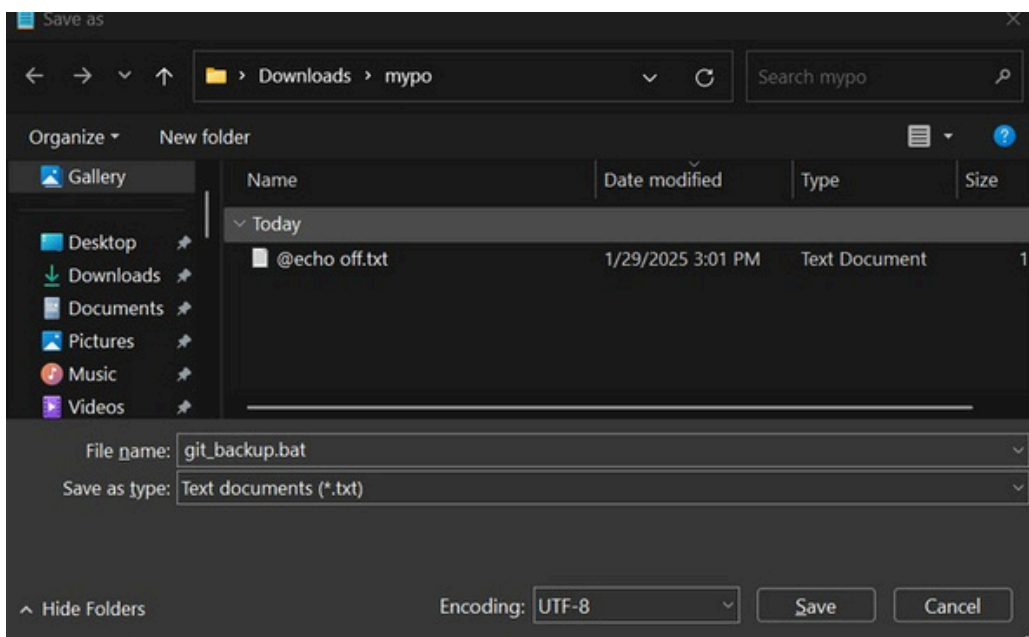 Save as
Downloads > mypo
Search mypo
Organize
New folder
Gallery
Desktop
Downloads
Documents
Pictures
Music
Videos
Name
Date modified
Type
Size
Today
@echo off.txt
1/29/2025 3:01 PM
Text Document
1
File name: git_backup.bat
Save as type: Text documents (*.txt)
Hide Folders
Encoding: UTF-8
Save
Cancel